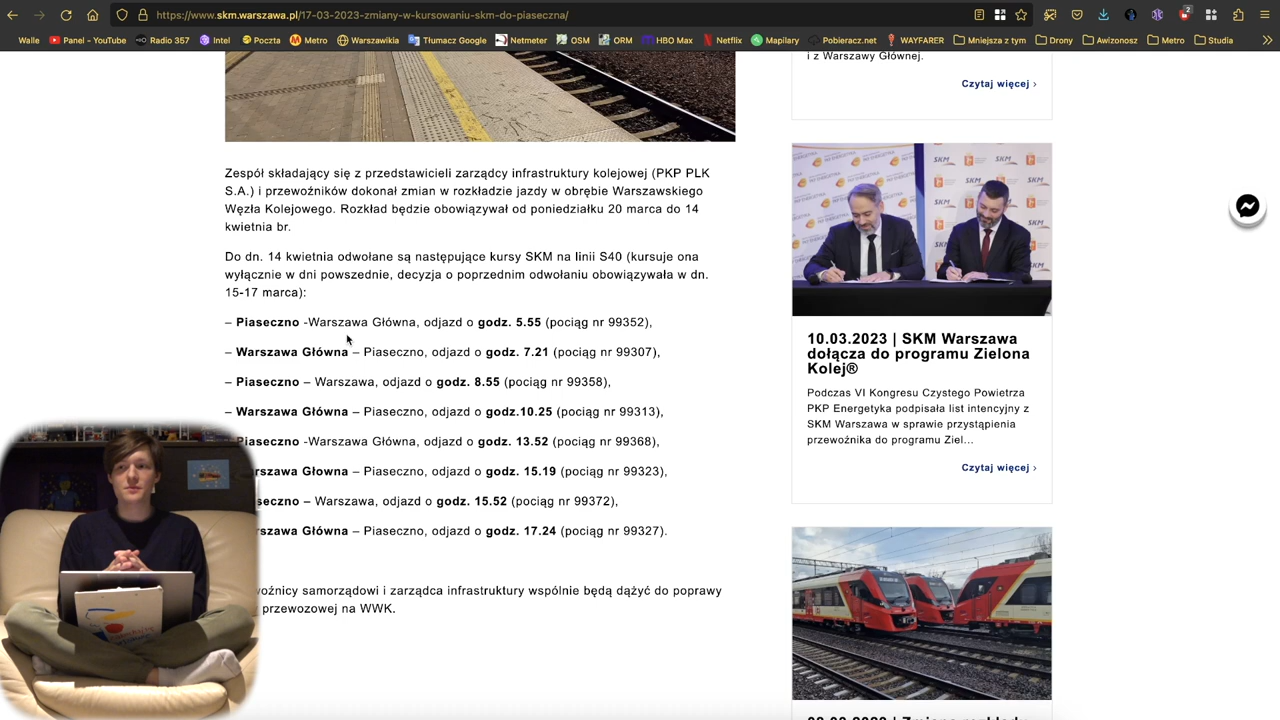 https://www.skm.warszawa.pl/17-03-2023-zmiany-w-kursowaniu-skm-do-piaseczna/
2
Walle
Panel - YouTube
Radio 357
Intel
Poczta
Metro
Warszawikia
Tłumacz Google
Netmeter
OSM
ORM
HBO Max
Netflix
Mapilary
Pobieracz.net
WAYFARER
Mniejsza z tym
Drony
Awizonosz
Metro
Studia
Zespół składający się z przedstawicieli zarządcy infrastruktury kolejowej (PKP PLK
S.A.) i przewoźników dokonał zmian w rozkładzie jazdy w obrębie Warszawskiego
Węzła Kolejowego. Rozkład będzie obowiązywał od poniedziałku 20 marca do 14
kwietnia br.
Do dn. 14 kwietnia odwołane są następujące kursy SKM na linii S40 (kursuje ona
wyłącznie w dni powszednie, decyzja o poprzednim odwołaniu obowiązywała w dn.
15-17 marca):
– Piaseczno -Warszawa Główna, odjazd o godz. 5.55 (pociąg nr 99352),
– Warszawa Główna – Piaseczno, odjazd o godz. 7.21 (pociąg nr 99307),
– Piaseczno – Warszawa, odjazd o godz. 8.55 (pociąg nr 99358),
– Warszawa Główna – Piaseczno, odjazd o godz.10.25 (pociąg nr 99313),
Piaseczno -Warszawa Główna, odjazd o godz. 13.52 (pociąg nr 99368),
rszawa Główna – Piaseczno, odjazd o godz. 15.19 (pociąg nr 99323),
seczno – Warszawa, odjazd o godz. 15.52 (pociąg nr 99372),
rszawa Główna – Piaseczno, odjazd o godz. 17.24 (pociąg nr 99327).
woźnicy samorządowi i zarządca infrastruktury wspólnie będą dążyć do poprawy
przewozowej na WWK.
i z Warszawy Głównej.
Czytaj więcej ›
SKM
SKM
10.03.2023 | SKM Warszawa
dołącza do programu Zielona
Kolej®
Podczas VI Kongresu Czystego Powietrza
PKP Energetyka podpisała list intencyjny z
SKM Warszawa w sprawie przystąpienia
przewoźnika do programu Ziel...
Czytaj więcej ›